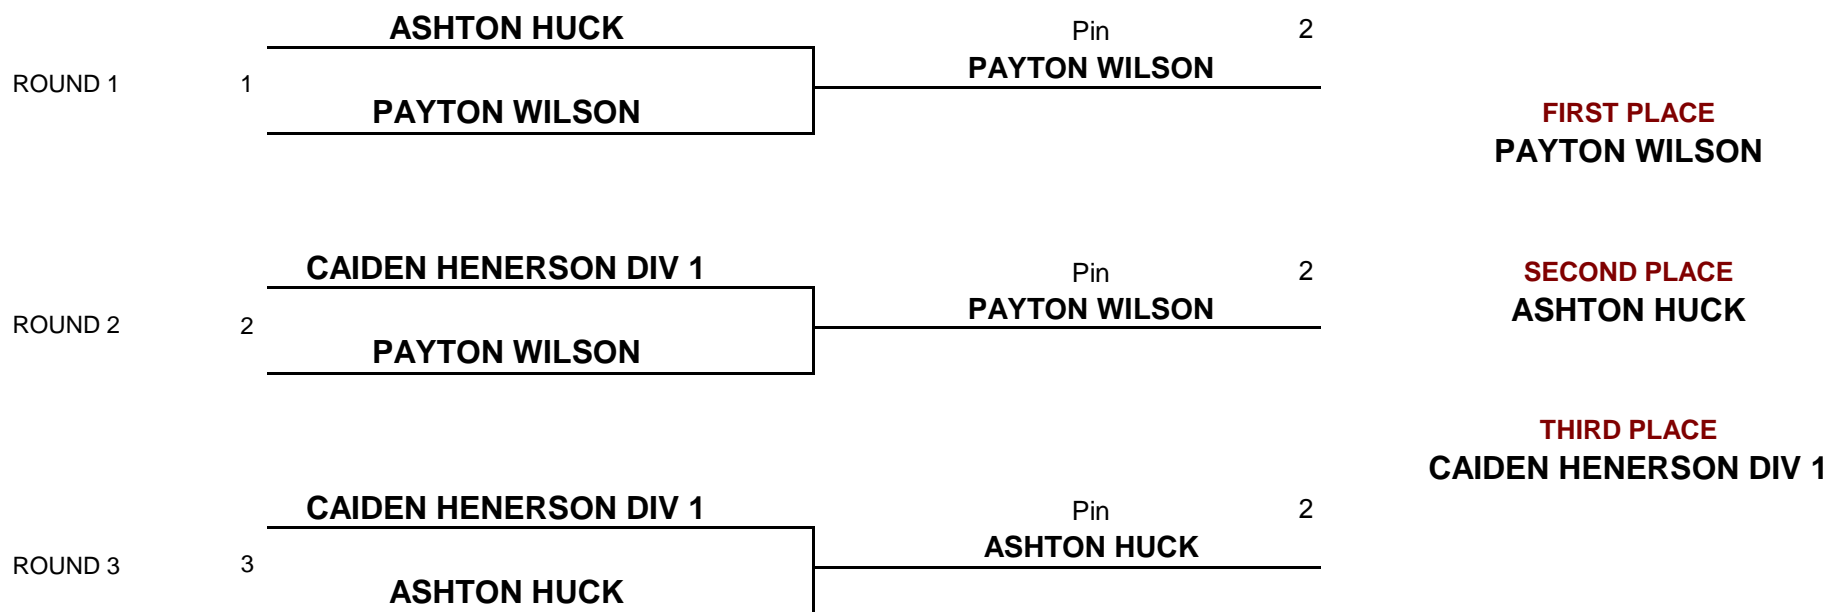 ASHTON HUCK
Pin 2
ROUND 1 1
PAYTON WILSON
PAYTON WILSON
FIRST PLACE
PAYTON WILSON
CAIDEN HENERSON DIV 1
Pin 2
ROUND 2 2
PAYTON WILSON
PAYTON WILSON
SECOND PLACE
ASHTON HUCK
THIRD PLACE
CAIDEN HENERSON DIV 1
CAIDEN HENERSON DIV 1
Pin 2
ROUND 3 3
ASHTON HUCK
ASHTON HUCK